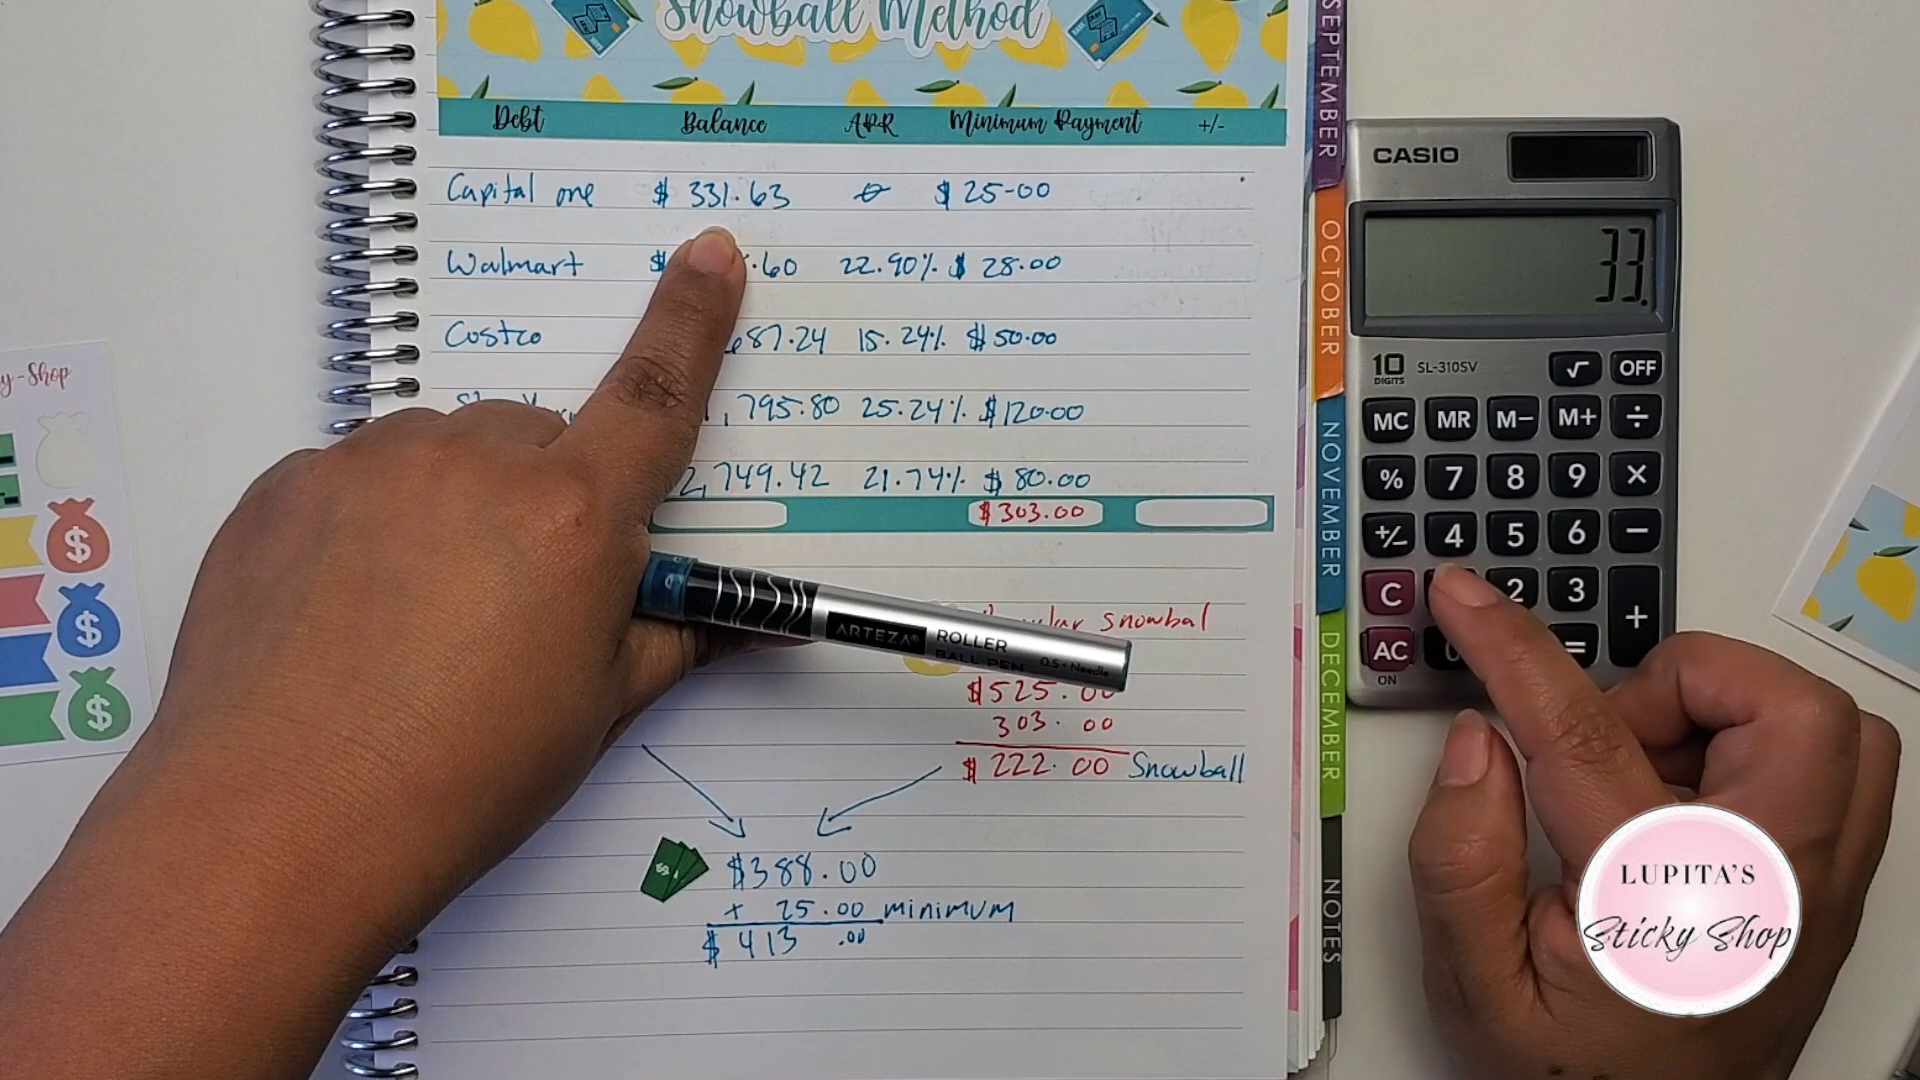 Snowball Method
Debt Balance APR Minimum Payment +/-
Capital one $ 331.63 $ 25-00
Walmart $ .60 22.90% $ 28.00
Costco 687.24 15.24% $50.00
,795.80 25.24% $120.00
2,749.42 21.74% $ 80.00
$303.00
snowbal
$525.00
303.00
$ 222.00 Snowball
$388.00
+ 25.00 minimum
$ 413 .00
ARTEZA® ROLLER
BALL PEN 0.5 • Needle
y-Shop
$
$
$
SEPTEMBER
OCTOBER
NOVEMBER
DECEMBER
NOTES
CASIO
33.
10 DIGITS SL-310SV √ OFF
MC MR M− M+ ÷
% 7 8 9 ×
+/− 4 5 6 −
C 2 3 +
AC 0 =
ON
LUPITA'S
Sticky Shop